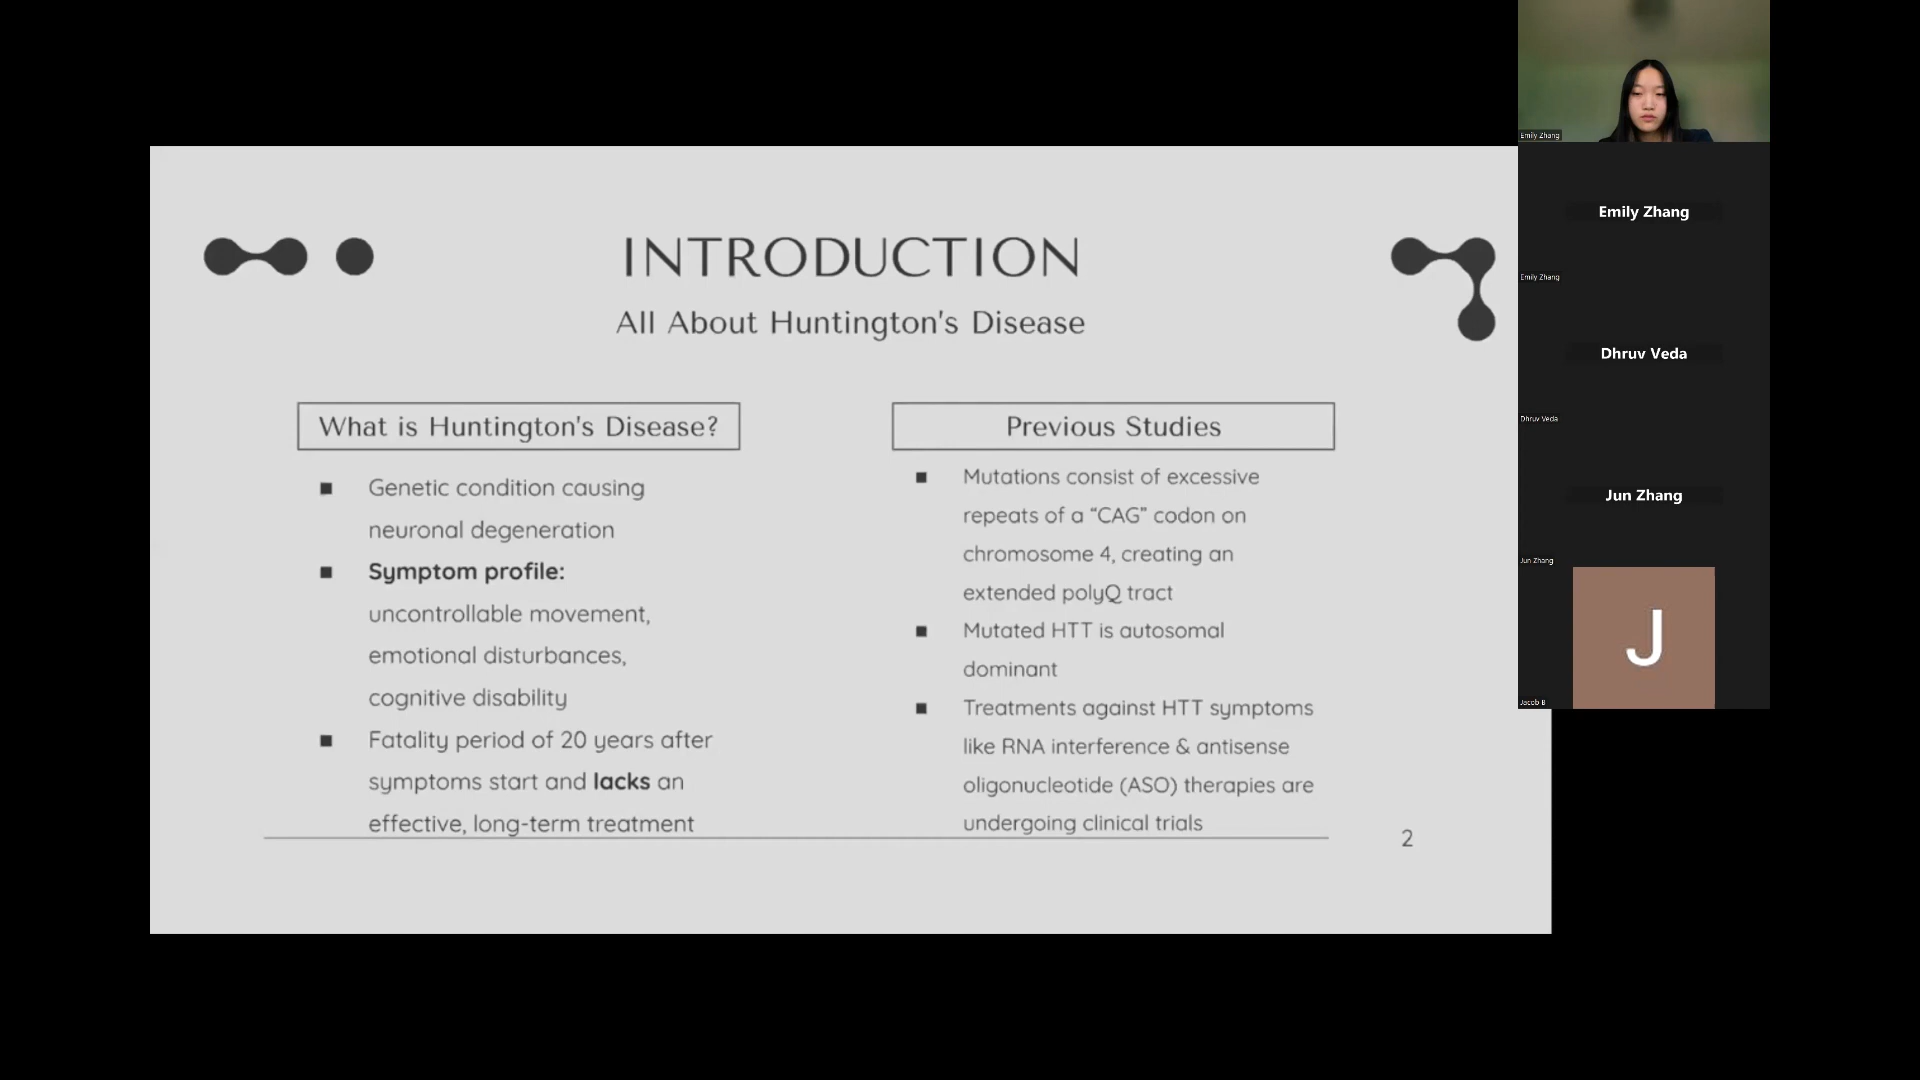 INTRODUCTION
All About Huntington's Disease
What is Huntington's Disease?
Genetic condition causing
neuronal degeneration
Symptom profile:
uncontrollable movement,
emotional disturbances,
cognitive disability
Fatality period of 20 years after
symptoms start and lacks an
effective, long-term treatment
Previous Studies
Mutations consist of excessive
repeats of a “CAG” codon on
chromosome 4, creating an
extended polyQ tract
Mutated HTT is autosomal
dominant
Treatments against HTT symptoms
like RNA interference & antisense
oligonucleotide (ASO) therapies are
undergoing clinical trials
2
Emily Zhang
Emily Zhang
Emily Zhang
Dhruv Veda
Dhruv Veda
Jun Zhang
Jun Zhang
J
Jacob B